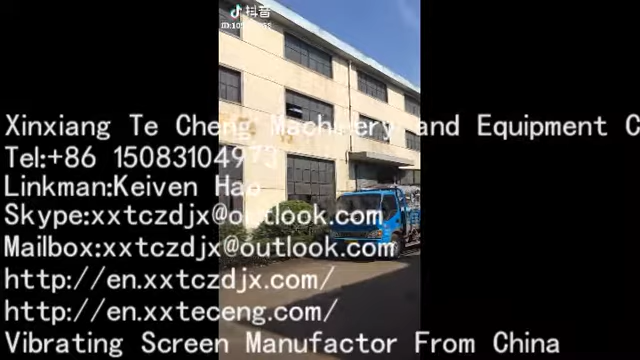 抖音
Xinxiang Te Cheng Machinery and Equipment C
Tel:+86 15083104973
Linkman:Keiven Hao
Skype:xxtczdjx@outlook.com
Mailbox:xxtczdjx@outlook.com
http://en.xxtczdjx.com/
http://en.xxteceng.com/
Vibrating Screen Manufactor From China